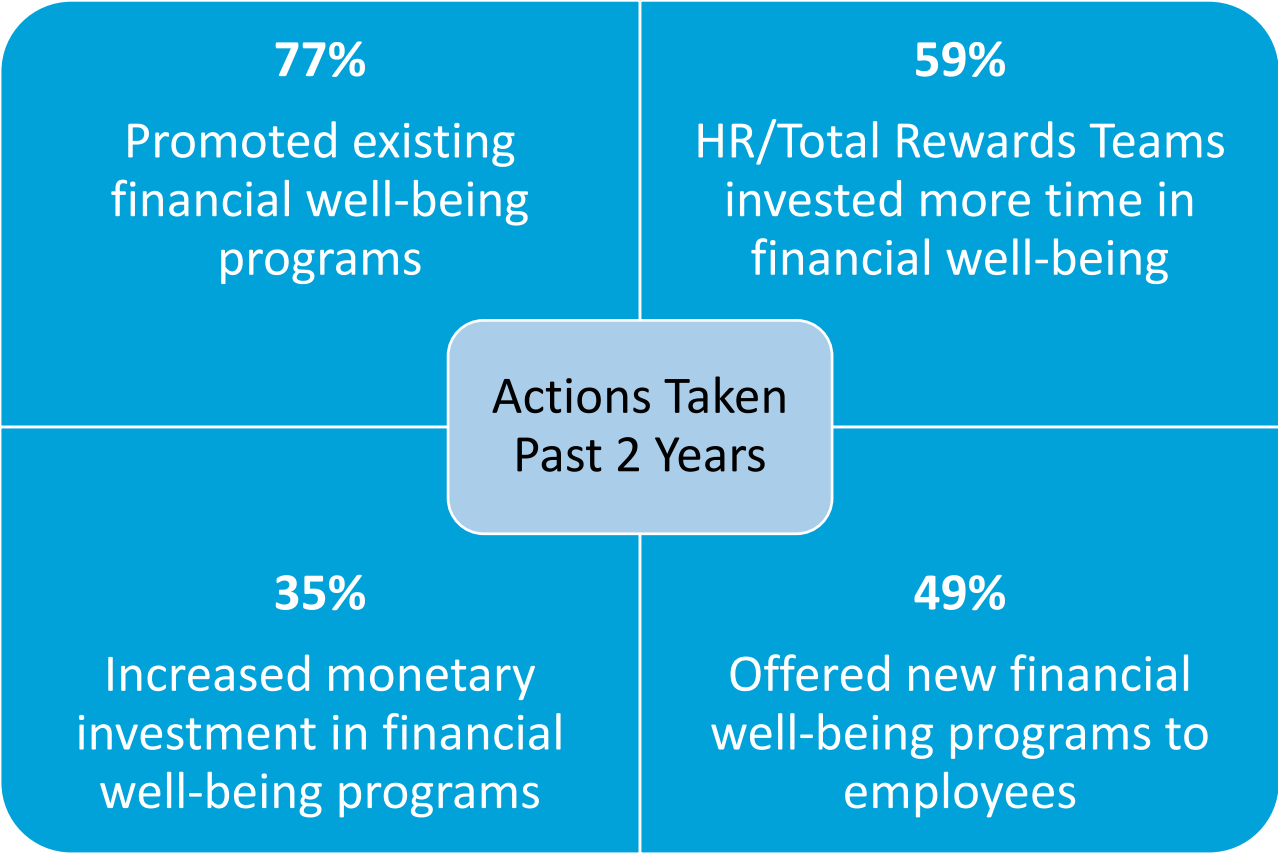 77%
Promoted existing
financial well-being
programs
59%
HR/Total Rewards Teams
invested more time in
financial well-being
Actions Taken
Past 2 Years
35%
Increased monetary
investment in financial
well-being programs
49%
Offered new financial
well-being programs to
employees